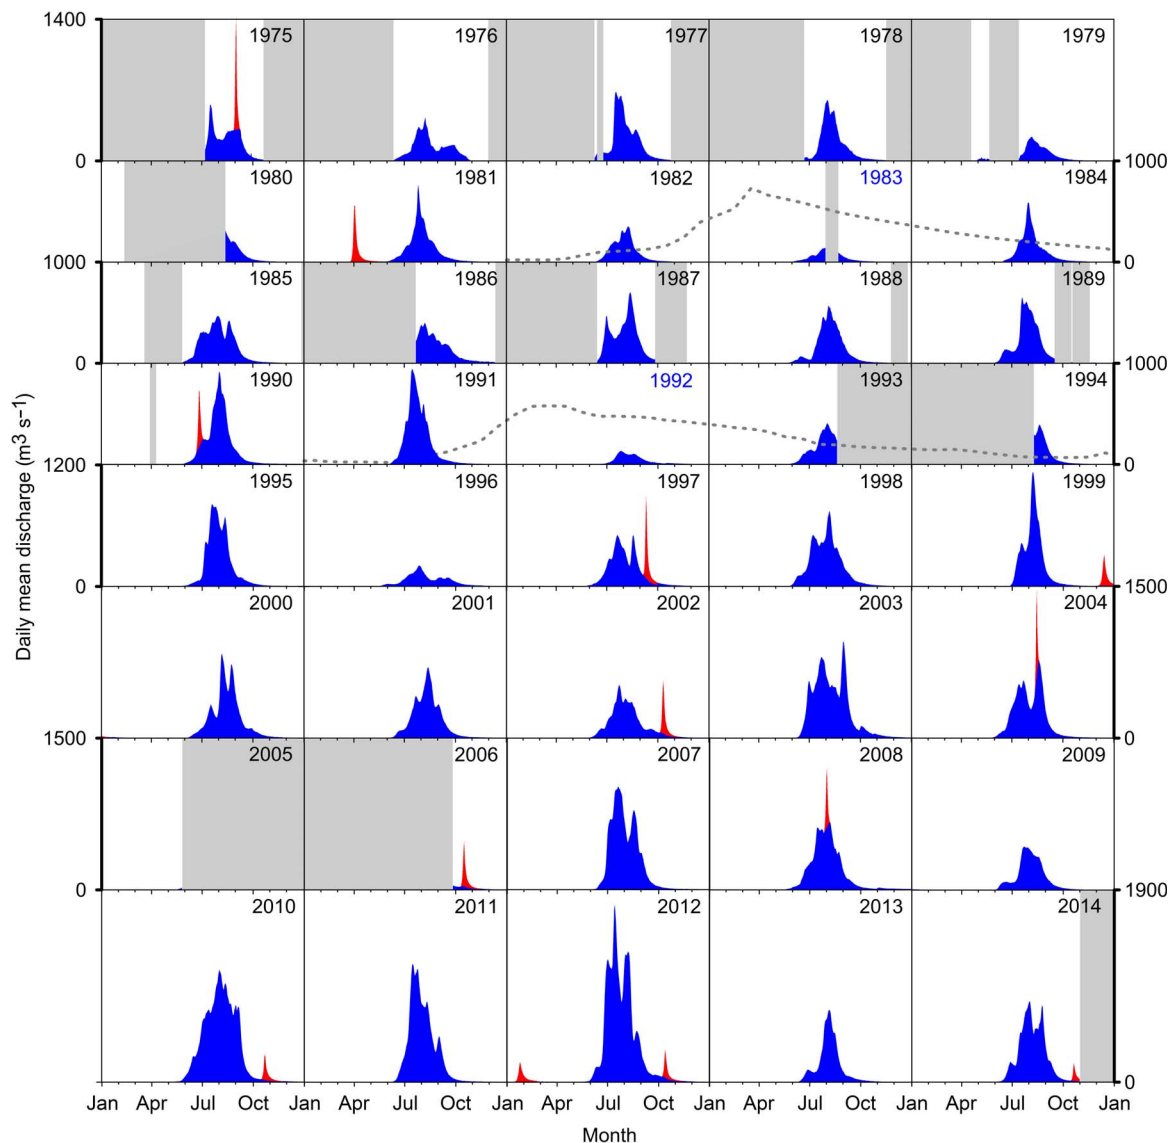 1400
1975 1976 1977 1978 1979
0 1000
1980 1981 1982 1983 1984
1000 0
1985 1986 1987 1988 1989
0 1000
1990 1991 1992 1993 1994
1200 0
1995 1996 1997 1998 1999
0 1500
2000 2001 2002 2003 2004
1500 0
2005 2006 2007 2008 2009
0 1900
2010 2011 2012 2013 2014
0
Jan Apr Jul Oct Jan Apr Jul Oct Jan Apr Jul Oct Jan Apr Jul Oct Jan Apr Jul Oct Jan
Month
Daily mean discharge (m³ s⁻¹)